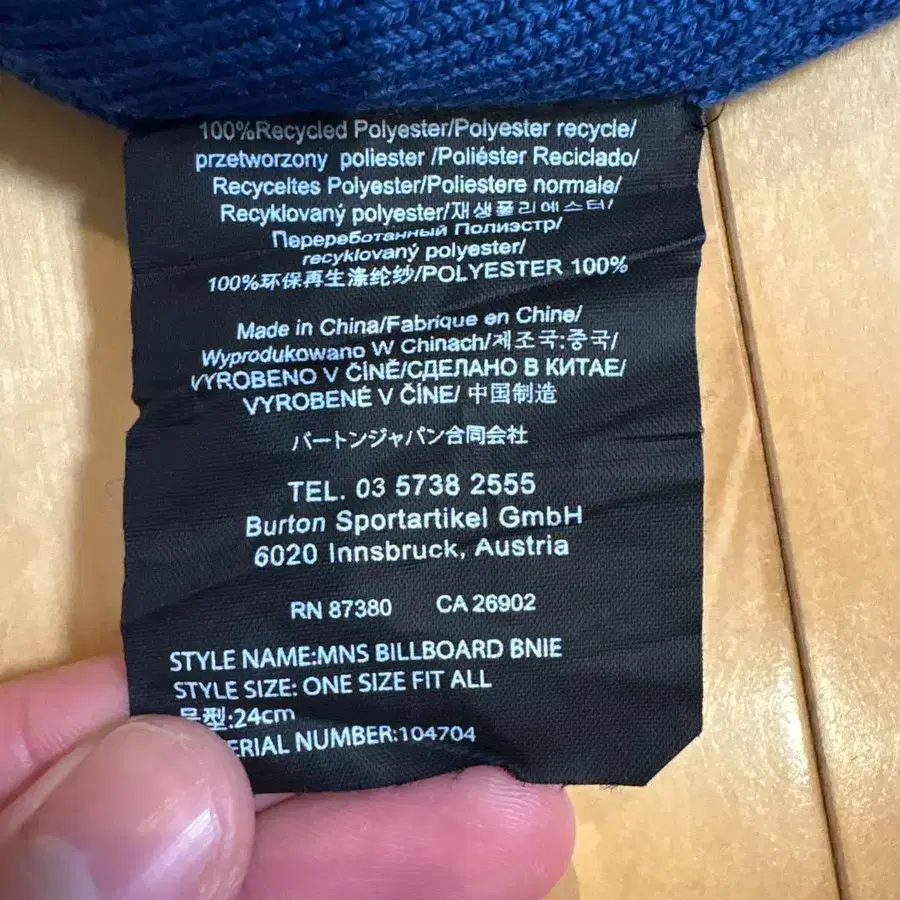 100%Recycled Polyester/Polyester recycle/
przetworzony poliester /Poliéster Reciclado/
Recyceltes Polyester/Poliestere normale/
Recyklovaný polyester/재생폴리에스터/
Переработанный Полиэстр/
recyklovaný polyester/
100%环保再生涤纶纱/POLYESTER 100%
Made in China/Fabrique en Chine/
Wyprodukowano W Chinach/제조국:중국/
VYROBENO V ČÍNĚ/СДЕЛАНО В КИТАЕ/
VYROBENÉ V ČÍNE/ 中国制造
バートンジャパン合同会社
TEL. 03 5738 2555
Burton Sportartikel GmbH
6020 Innsbruck, Austria
RN 87380 CA 26902
STYLE NAME:MNS BILLBOARD BNIE
STYLE SIZE: ONE SIZE FIT ALL
号型:24cm
ERIAL NUMBER:104704